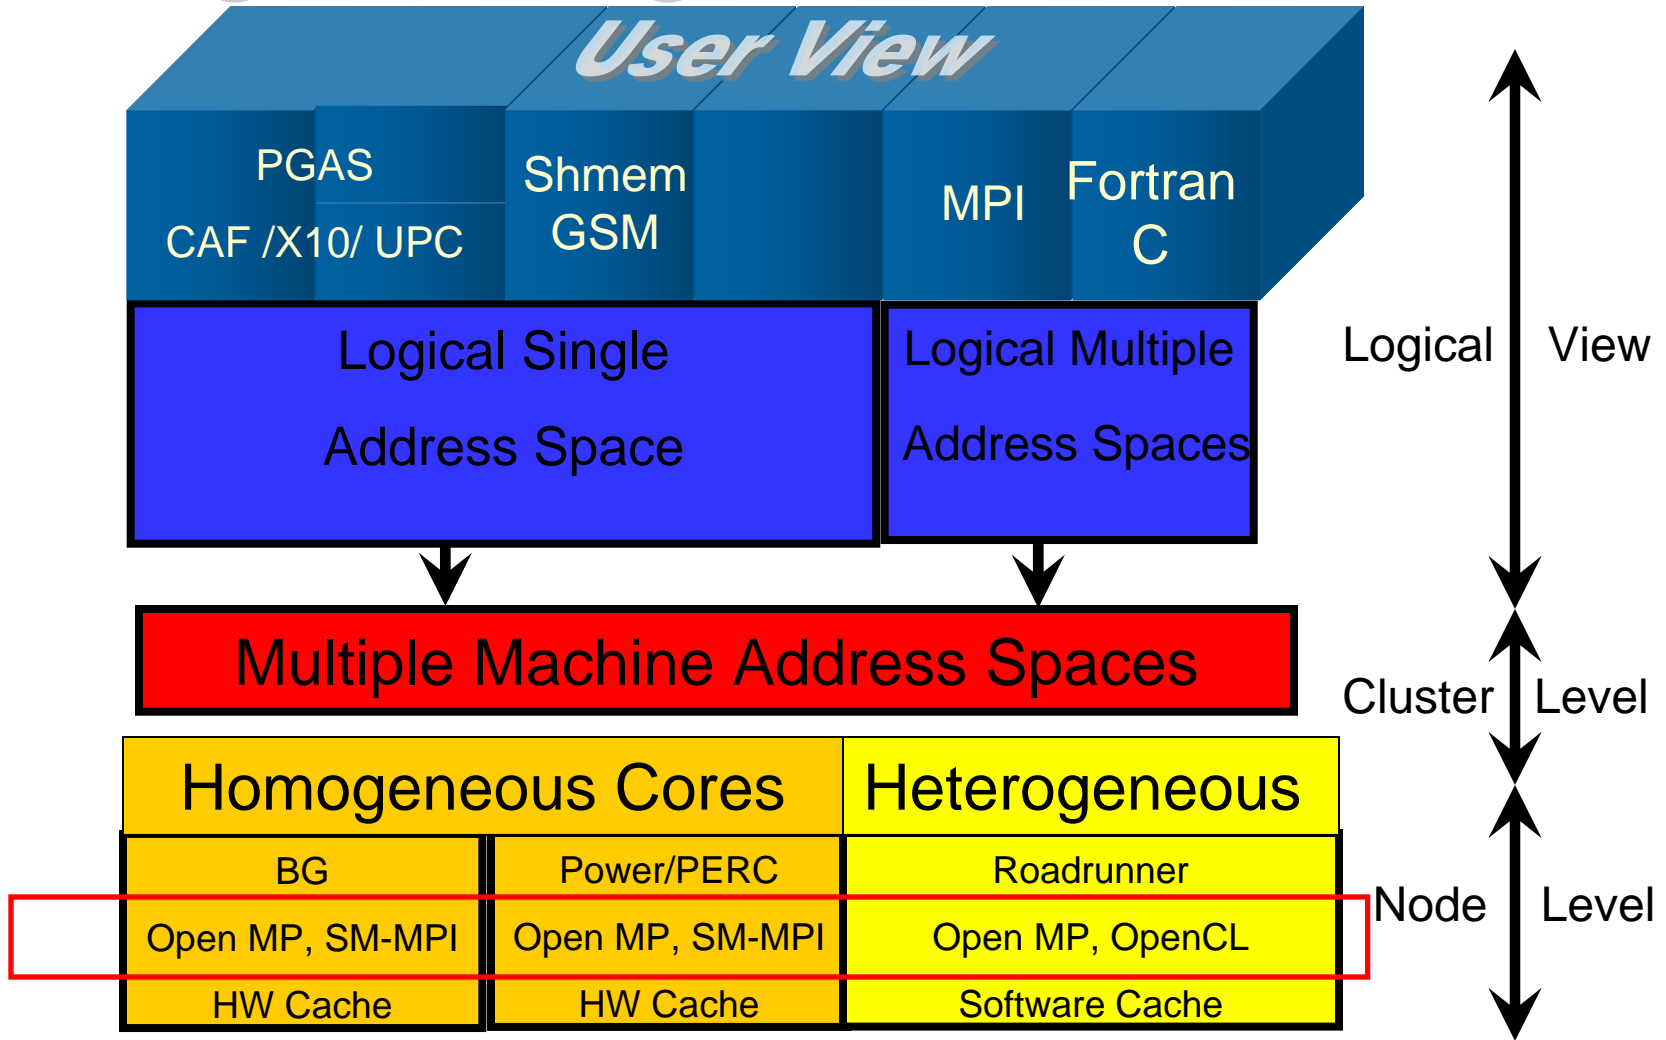 User View
PGAS
CAF /X10/ UPC
Shmem
GSM
MPI
Fortran
C
Logical Single
Address Space
Logical Multiple
Address Spaces
Logical View
Multiple Machine Address Spaces
Cluster Level
Homogeneous Cores
Heterogeneous
BG
Power/PERC
Roadrunner
Open MP, SM-MPI
Open MP, SM-MPI
Open MP, OpenCL
Node Level
HW Cache
HW Cache
Software Cache